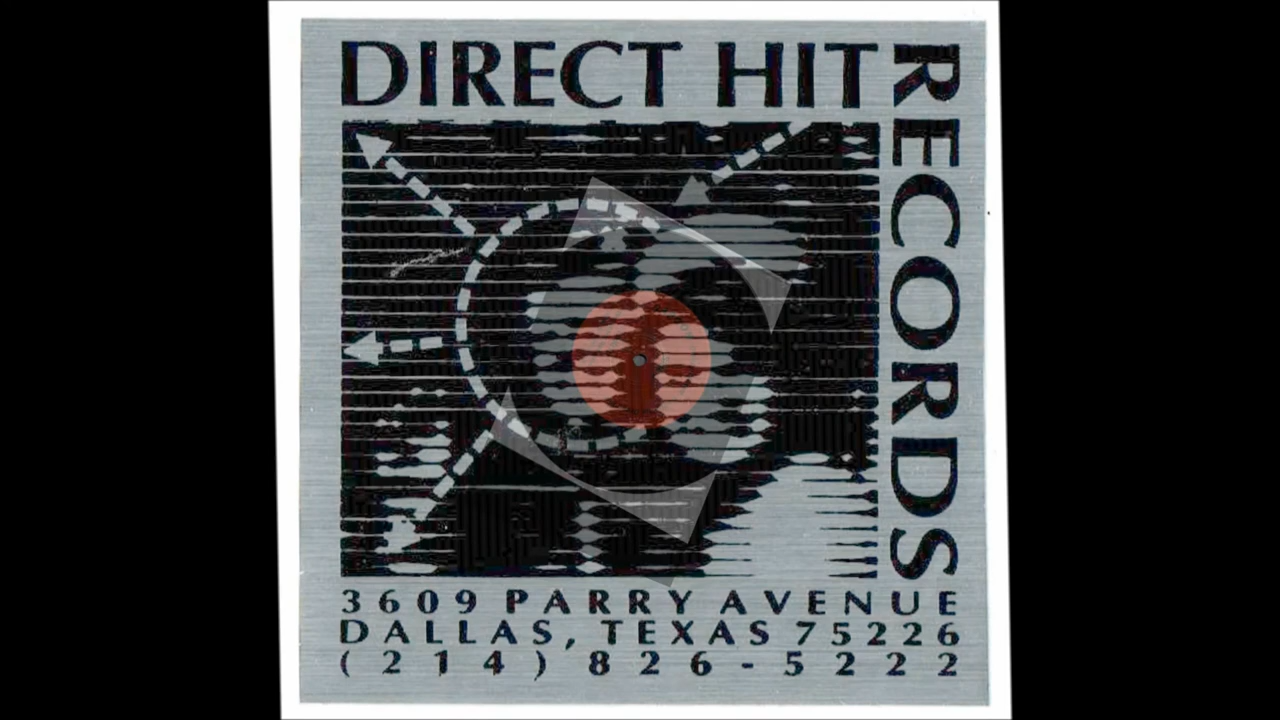 DIRECT HIT
RECORDS
3609 PARRY AVENUE
DALLAS, TEXAS 75226
(214) 826-5222